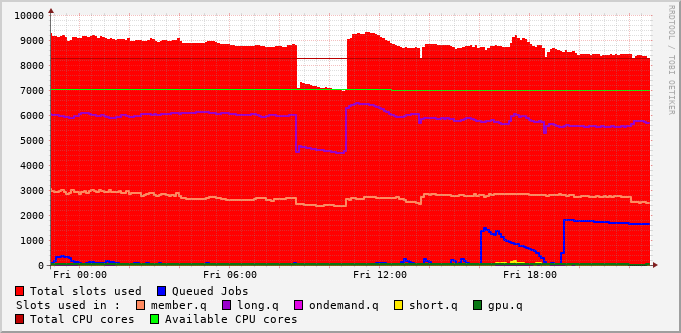 10000
9000
8000
7000
6000
5000
4000
3000
2000
1000
0
Fri 00:00 Fri 06:00 Fri 12:00 Fri 18:00
Total slots used Queued Jobs
Slots used in : member.q long.q ondemand.q short.q gpu.q
Total CPU cores Available CPU cores
RRDTOOL / TOBI OETIKER